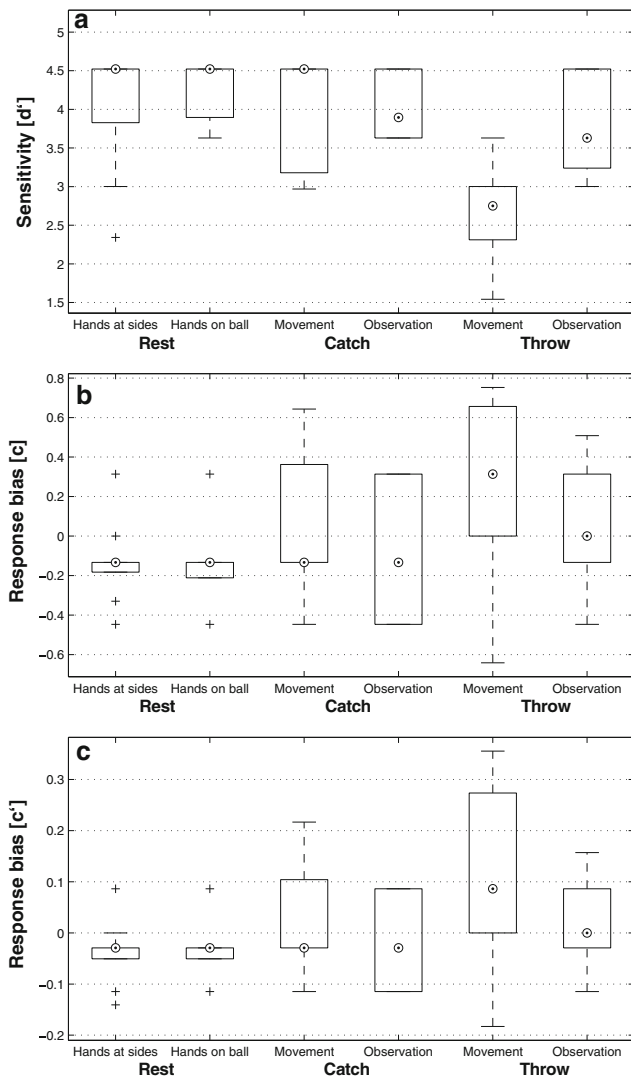 a
Sensitivity [d‘]
5
4.5
4
3.5
3
2.5
2
1.5
Hands at sides Hands on ball Movement Observation Movement Observation
Rest Catch Throw
b
Response bias [c]
0.8
0.6
0.4
0.2
0
−0.2
−0.4
−0.6
Hands at sides Hands on ball Movement Observation Movement Observation
Rest Catch Throw
c
Response bias [c‘]
0.3
0.2
0.1
0
−0.1
−0.2
Hands at sides Hands on ball Movement Observation Movement Observation
Rest Catch Throw